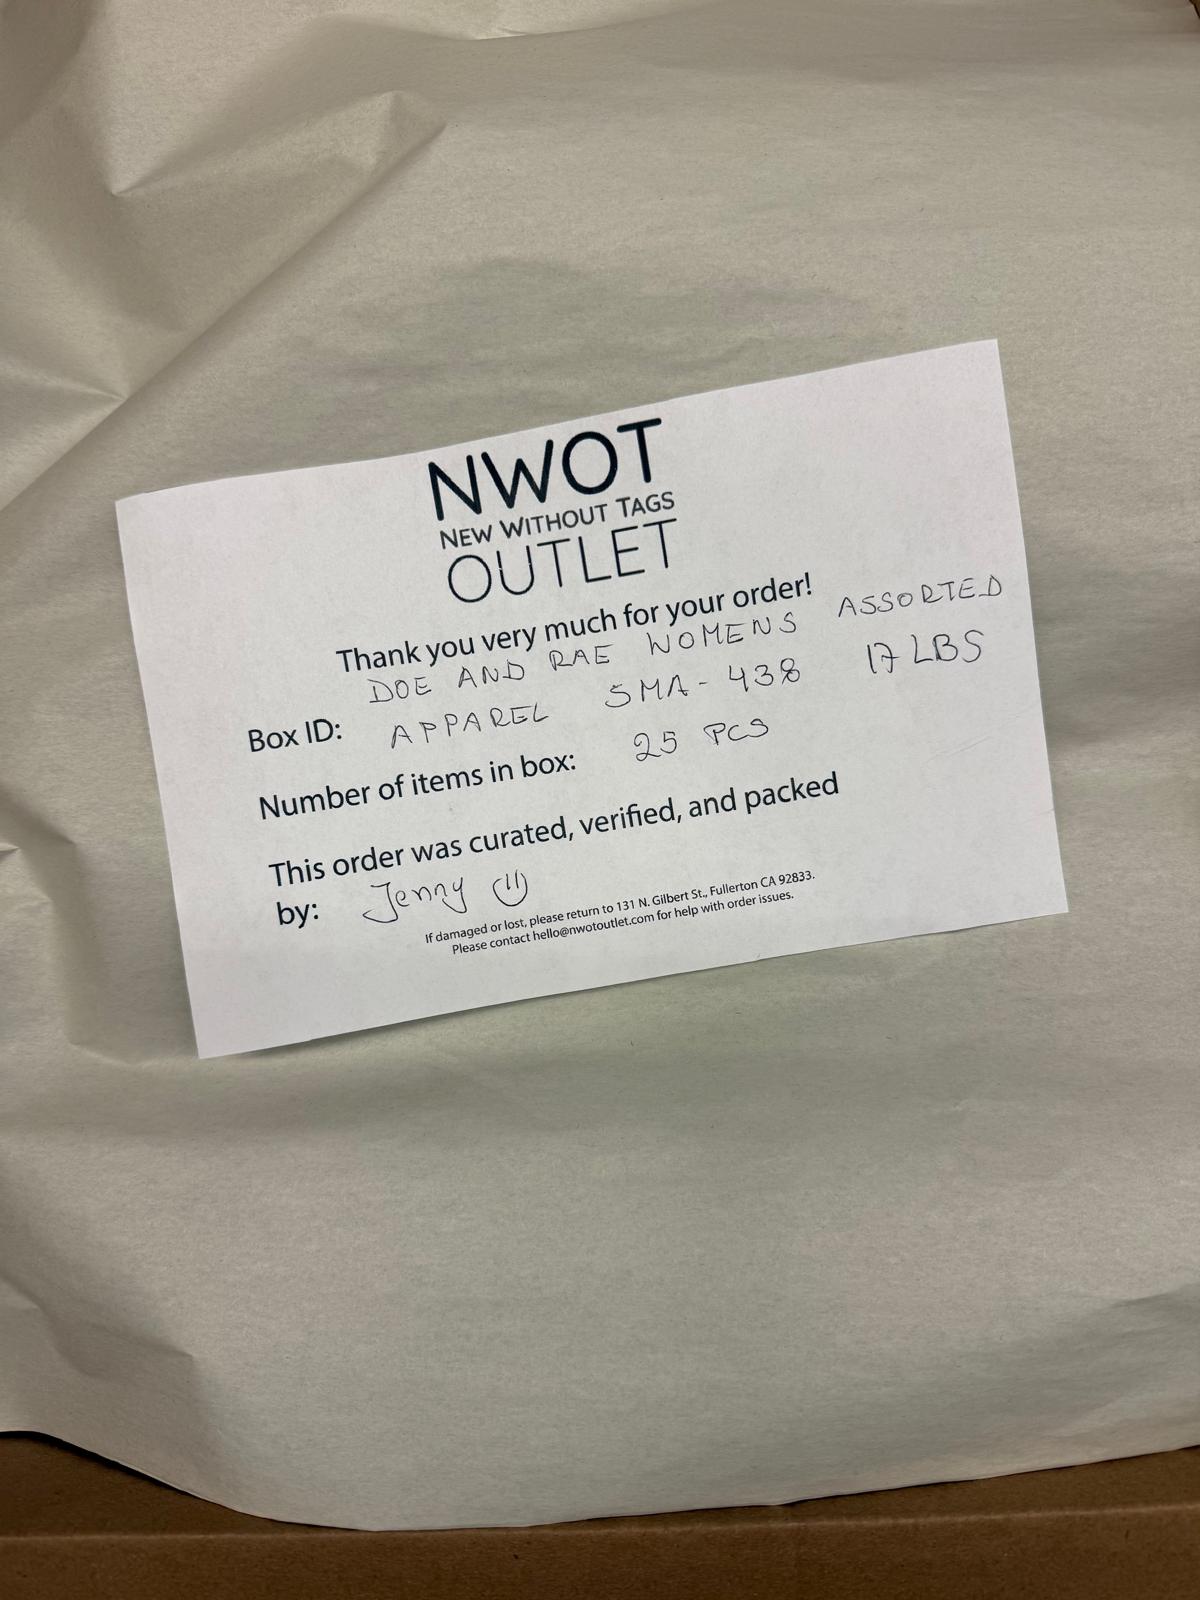 NWOT
NEW WITHOUT TAGS
OUTLET
Thank you very much for your order!
DOE AND RAE WOMENS ASSORTED
Box ID: APPAREL SMA-438 17 LBS
Number of items in box: 25 PCS
This order was curated, verified, and packed
by: Jenny
If damaged or lost, please return to 131 N. Gilbert St., Fullerton CA 92833.
Please contact hello@nwotoutlet.com for help with order issues.